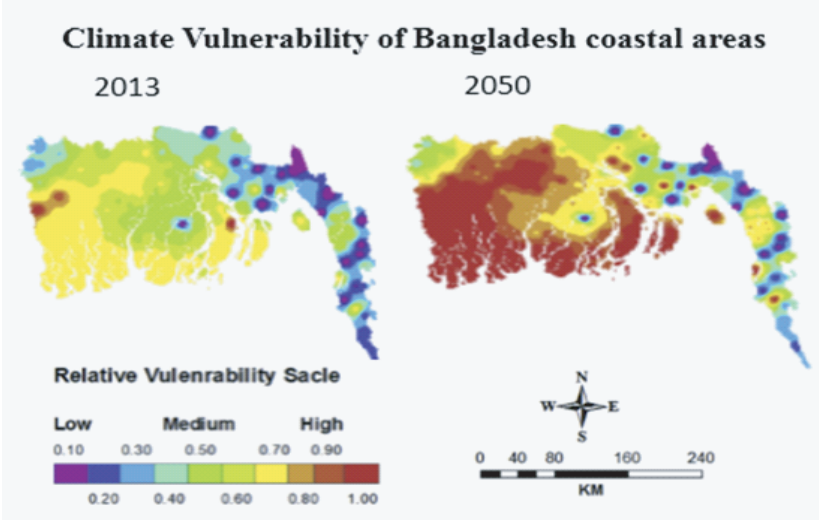 Climate Vulnerability of Bangladesh coastal areas
2013
2050
Relative Vulenrability Sacle
Low Medium High
0.10 0.30 0.50 0.70 0.90
0.20 0.40 0.60 0.80 1.00
N
W E
S
0 40 80 160 240
KM